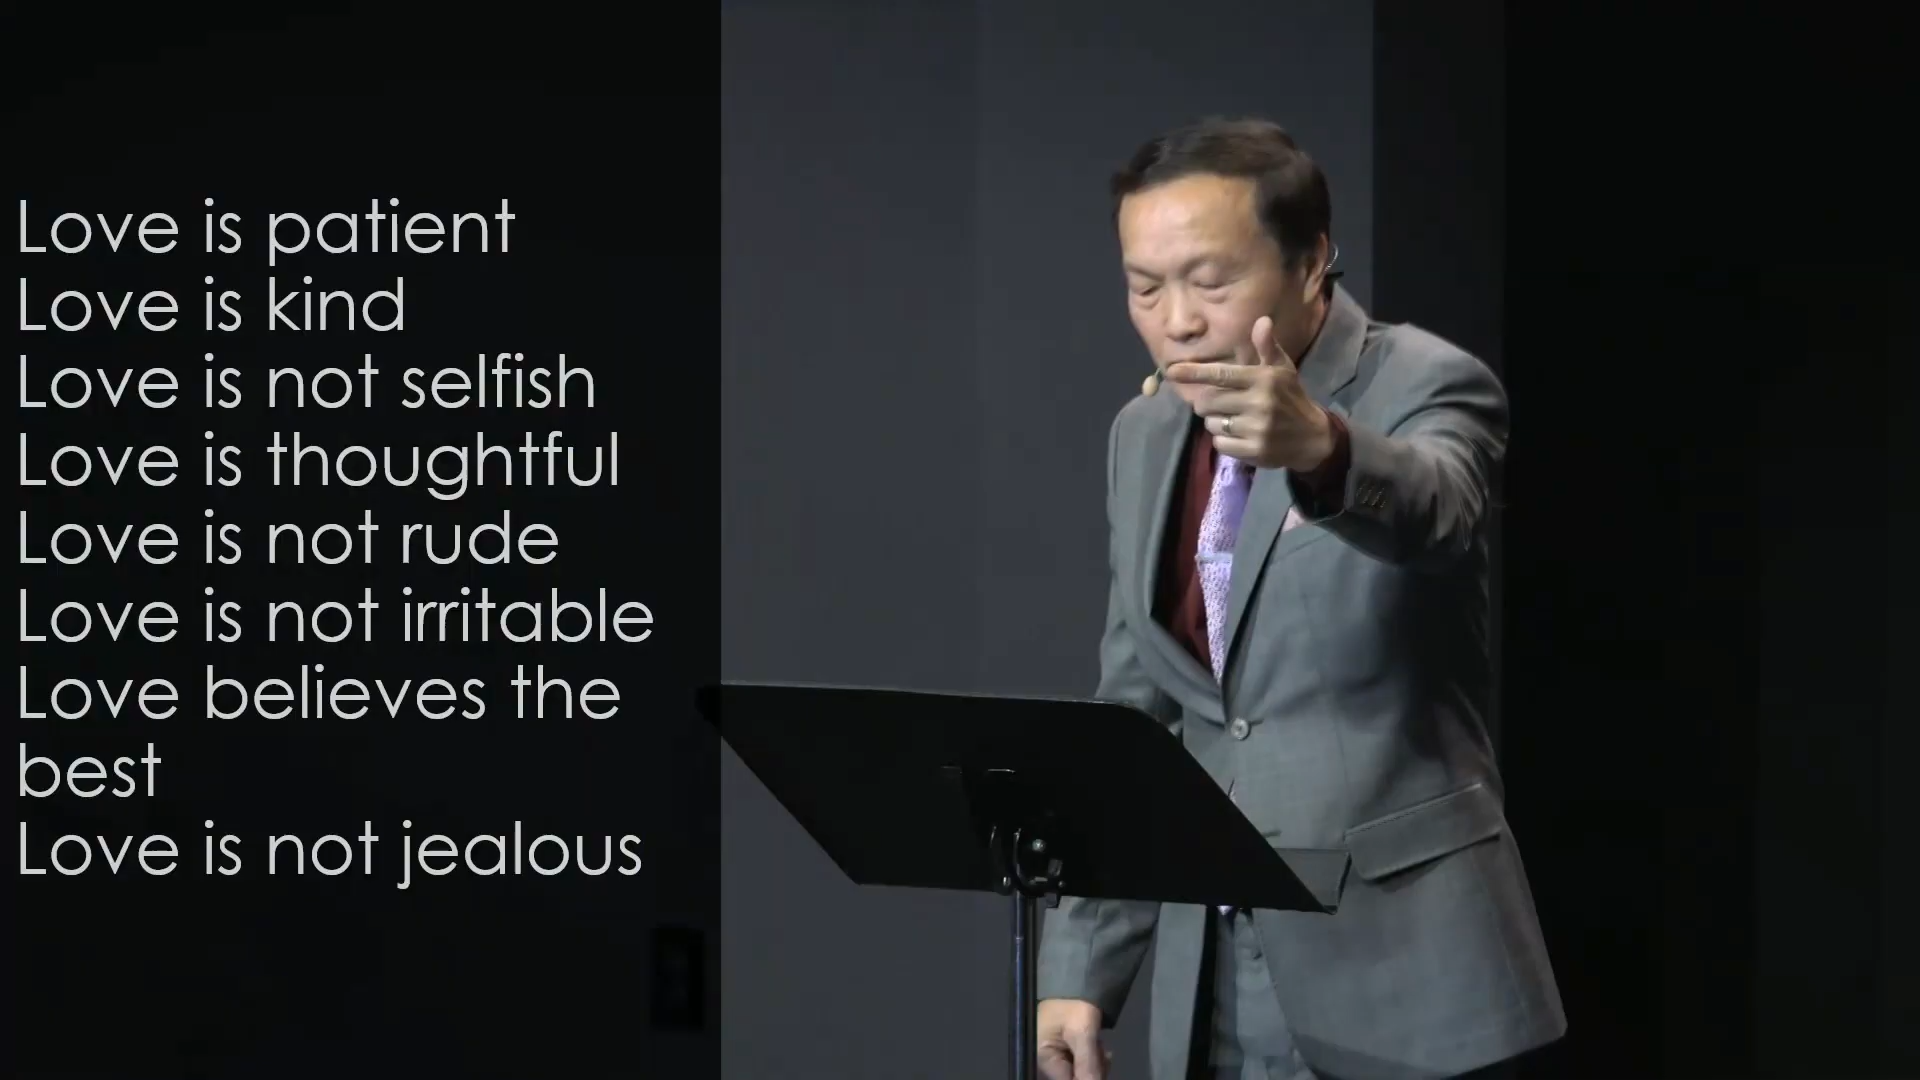 Love is patient
Love is kind
Love is not selfish
Love is thoughtful
Love is not rude
Love is not irritable
Love believes the
best
Love is not jealous